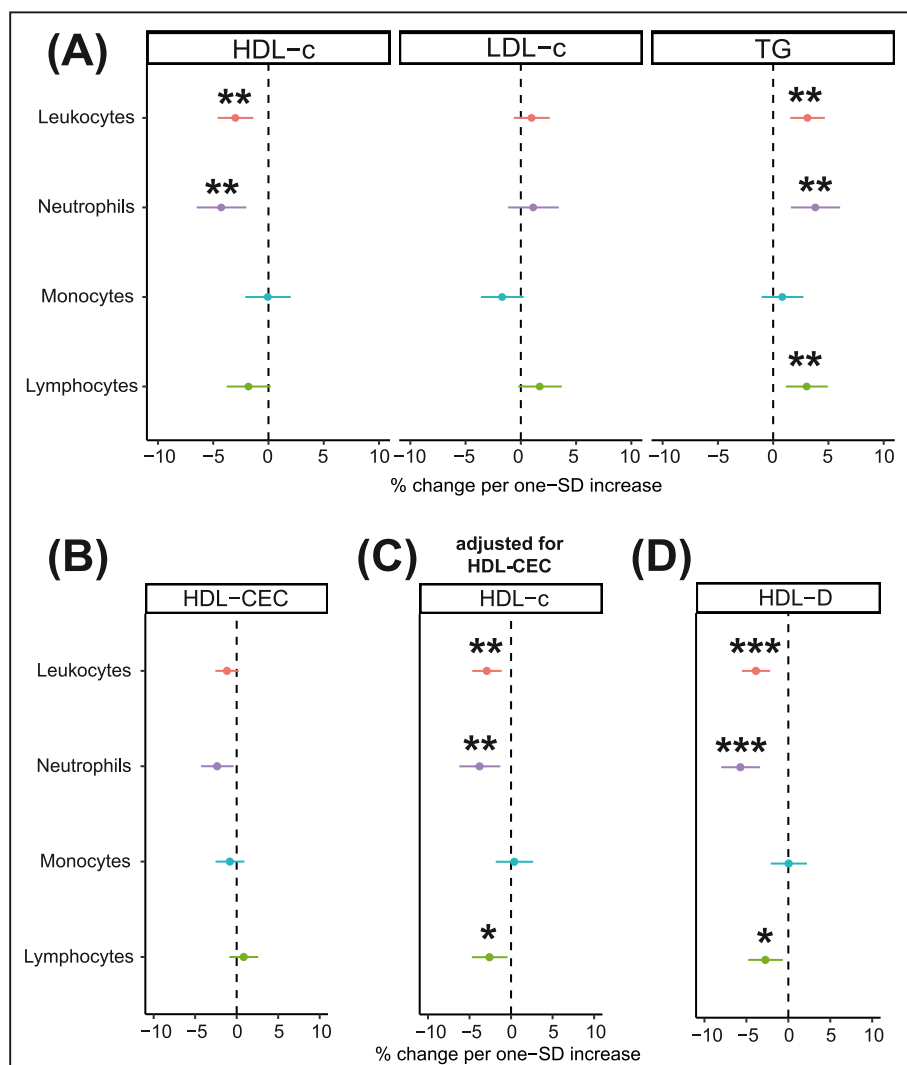 (A)
HDL−c LDL−c TG
Leukocytes ** **
Neutrophils ** **
Monocytes
Lymphocytes **
−10 −5 0 5 10 −10 −5 0 5 10 −10 −5 0 5 10
% change per one−SD increase
(B) (C) adjusted for (D)
HDL-CEC
HDL−CEC HDL−c HDL−D
Leukocytes ** ***
Neutrophils ** ***
Monocytes
Lymphocytes * *
−10 −5 0 5 10 −10 −5 0 5 10 −10 −5 0 5 10
% change per one−SD increase